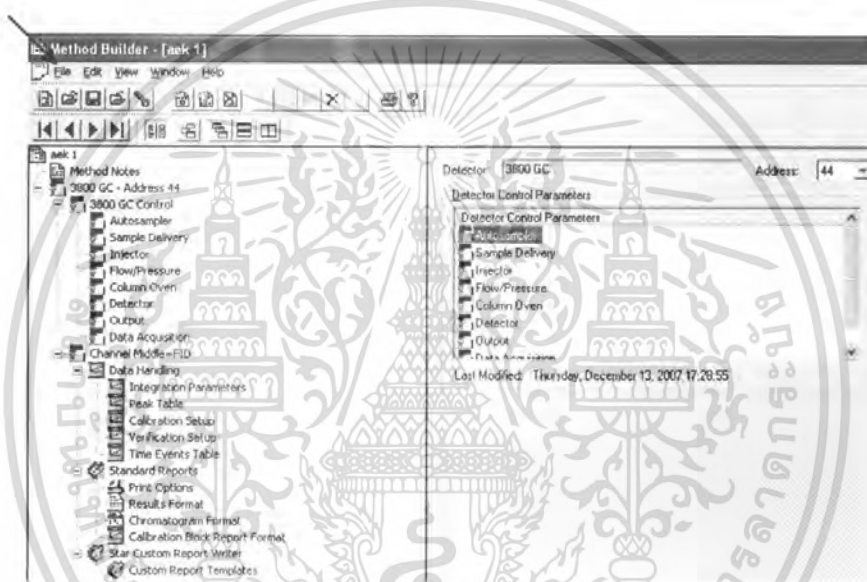 Method Builder - [aek 1]
File Edit View Window Help
aek 1
Method Notes
3800 GC - Address 44
3800 GC Control
Autosampler
Sample Delivery
Injector
Flow/Pressure
Column Oven
Detector
Output
Data Acquisition
Channel Middle=FID
Data Handling
Integration Parameters
Peak Table
Calibration Setup
Verification Setup
Time Events Table
Standard Reports
Print Options
Results Format
Chromatogram Format
Calibration Block Report Format
Star Custom Report Writer
Custom Report Templates
Detector: 3800 GC Address: 44
Detector Control Parameters
Detector Control Parameters
Autosampler
Sample Delivery
Injector
Flow/Pressure
Column Oven
Detector
Output
Data Acquisition
Last Modified: Thursday, December 13, 2007 17:28:55